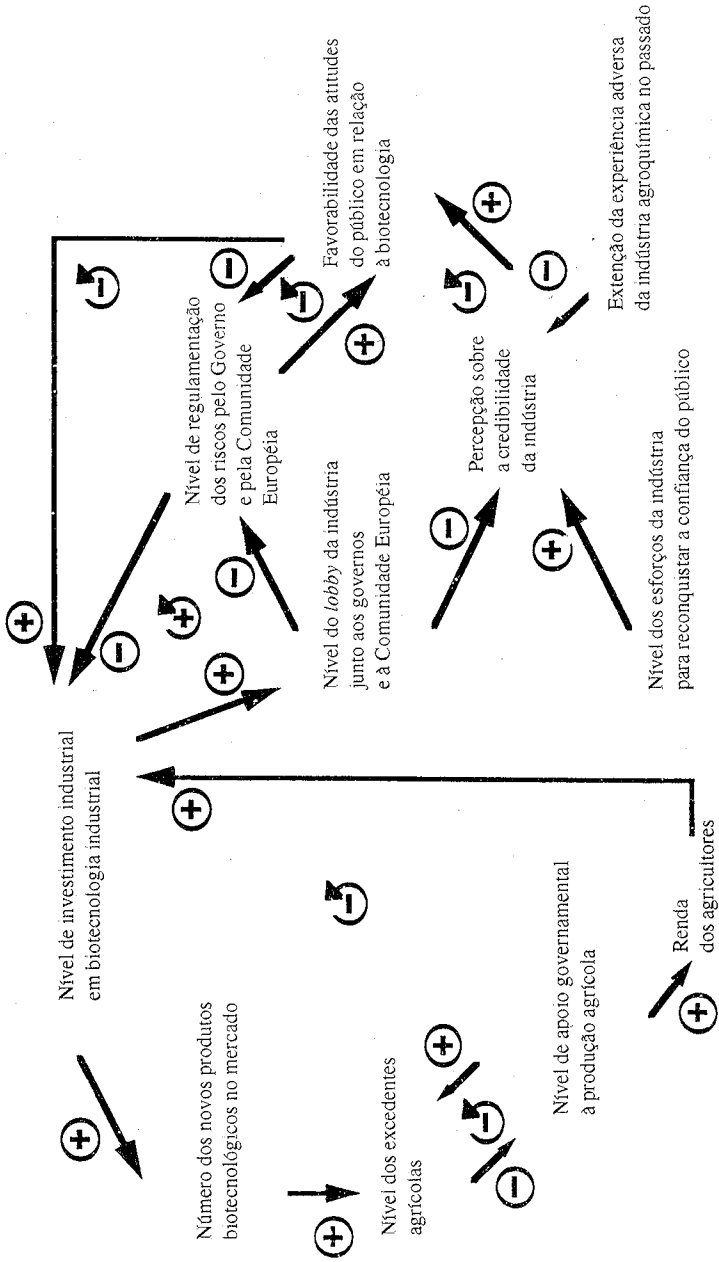 Nível de investimento industrial
em biotecnologia industrial
Número dos novos produtos
biotecnológicos no mercado
Nível dos excedentes
agrícolas
Nível de apoio governamental
à produção agrícola
Renda
dos agricultores
Nível de regulamentação
dos riscos pelo Governo
e pela Comunidade
Européia
Favorabilidade das atitudes
do público em relação
à biotecnologia
Nível do lobby da indústria
junto aos governos
e à Comunidade Européia
Percepção sobre
a credibilidade
da indústria
Nível dos esforços da indústria
para reconquistar a confiança do público
Extenção da experiência adversa
da indústria agroquímica no passado